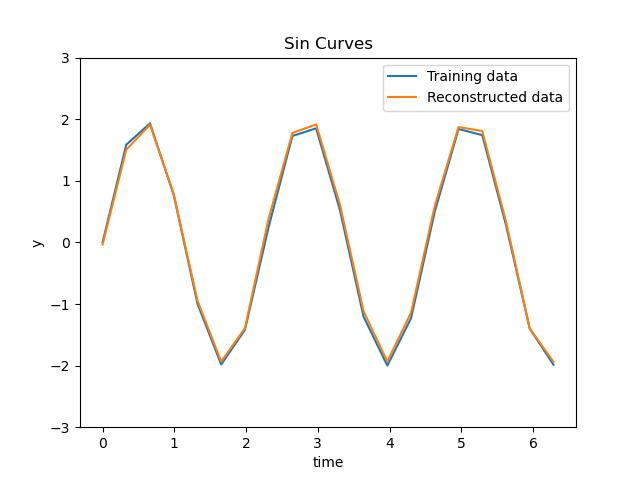 Sin Curves
Training data
Reconstructed data
3
2
1
0
−1
−2
−3
y
0 1 2 3 4 5 6
time